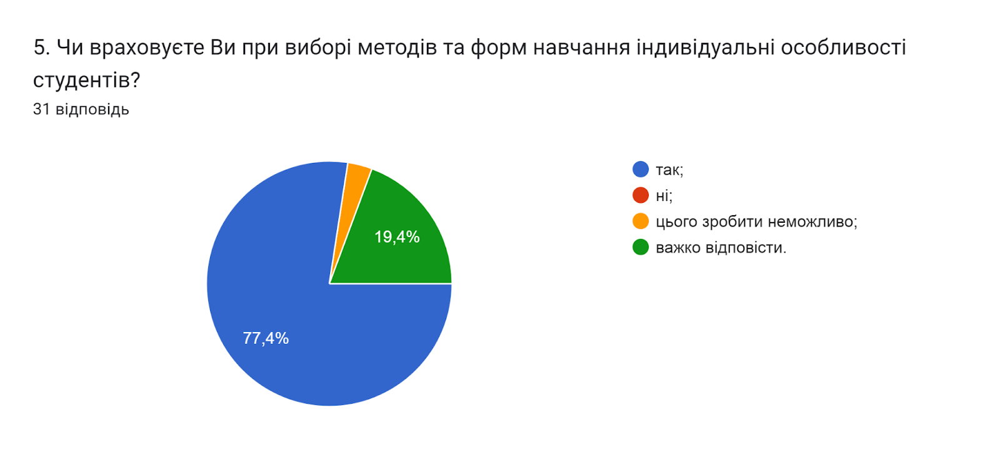 5. Чи враховуєте Ви при виборі методів та форм навчання індивідуальні особливості
студентів?
31 відповідь
так;
ні;
цього зробити неможливо;
важко відповісти.
19,4%
77,4%